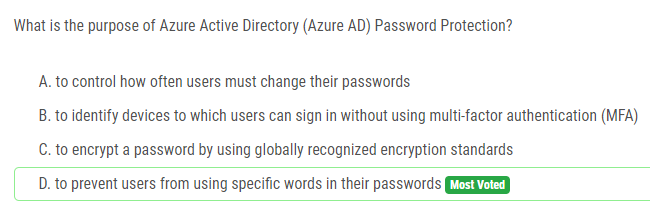 What is the purpose of Azure Active Directory (Azure AD) Password Protection?
A. to control how often users must change their passwords
B. to identify devices to which users can sign in without using multi-factor authentication (MFA)
C. to encrypt a password by using globally recognized encryption standards
D. to prevent users from using specific words in their passwords Most Voted